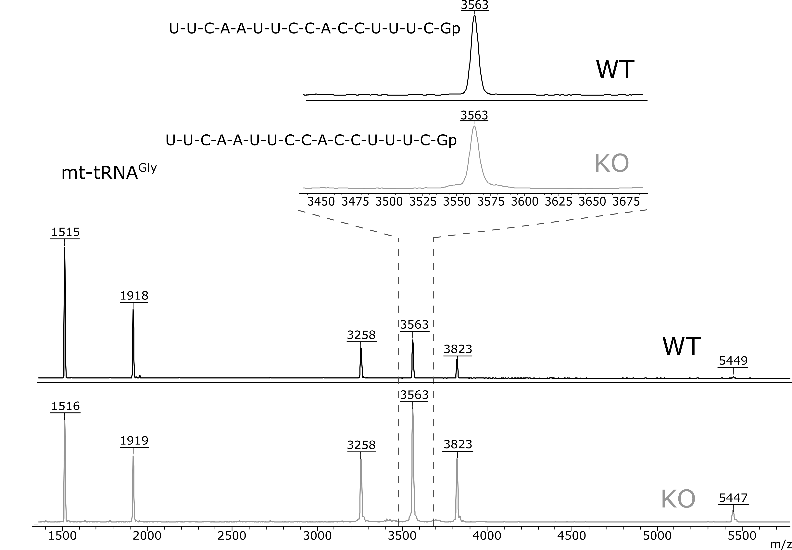 3563
U-U-C-A-A-U-U-C-C-A-C-C-U-U-U-C-Gp
WT
3563
U-U-C-A-A-U-U-C-C-A-C-C-U-U-U-C-Gp
KO
mt-tRNAGly
3450 3475 3500 3525 3550 3575 3600 3625 3650 3675
1515
1918
3258
3563
3823
WT
5449
1516
1919
3258
3563
3823
KO
5447
1500 2000 2500 3000 3500 4000 4500 5000 5500
m/z